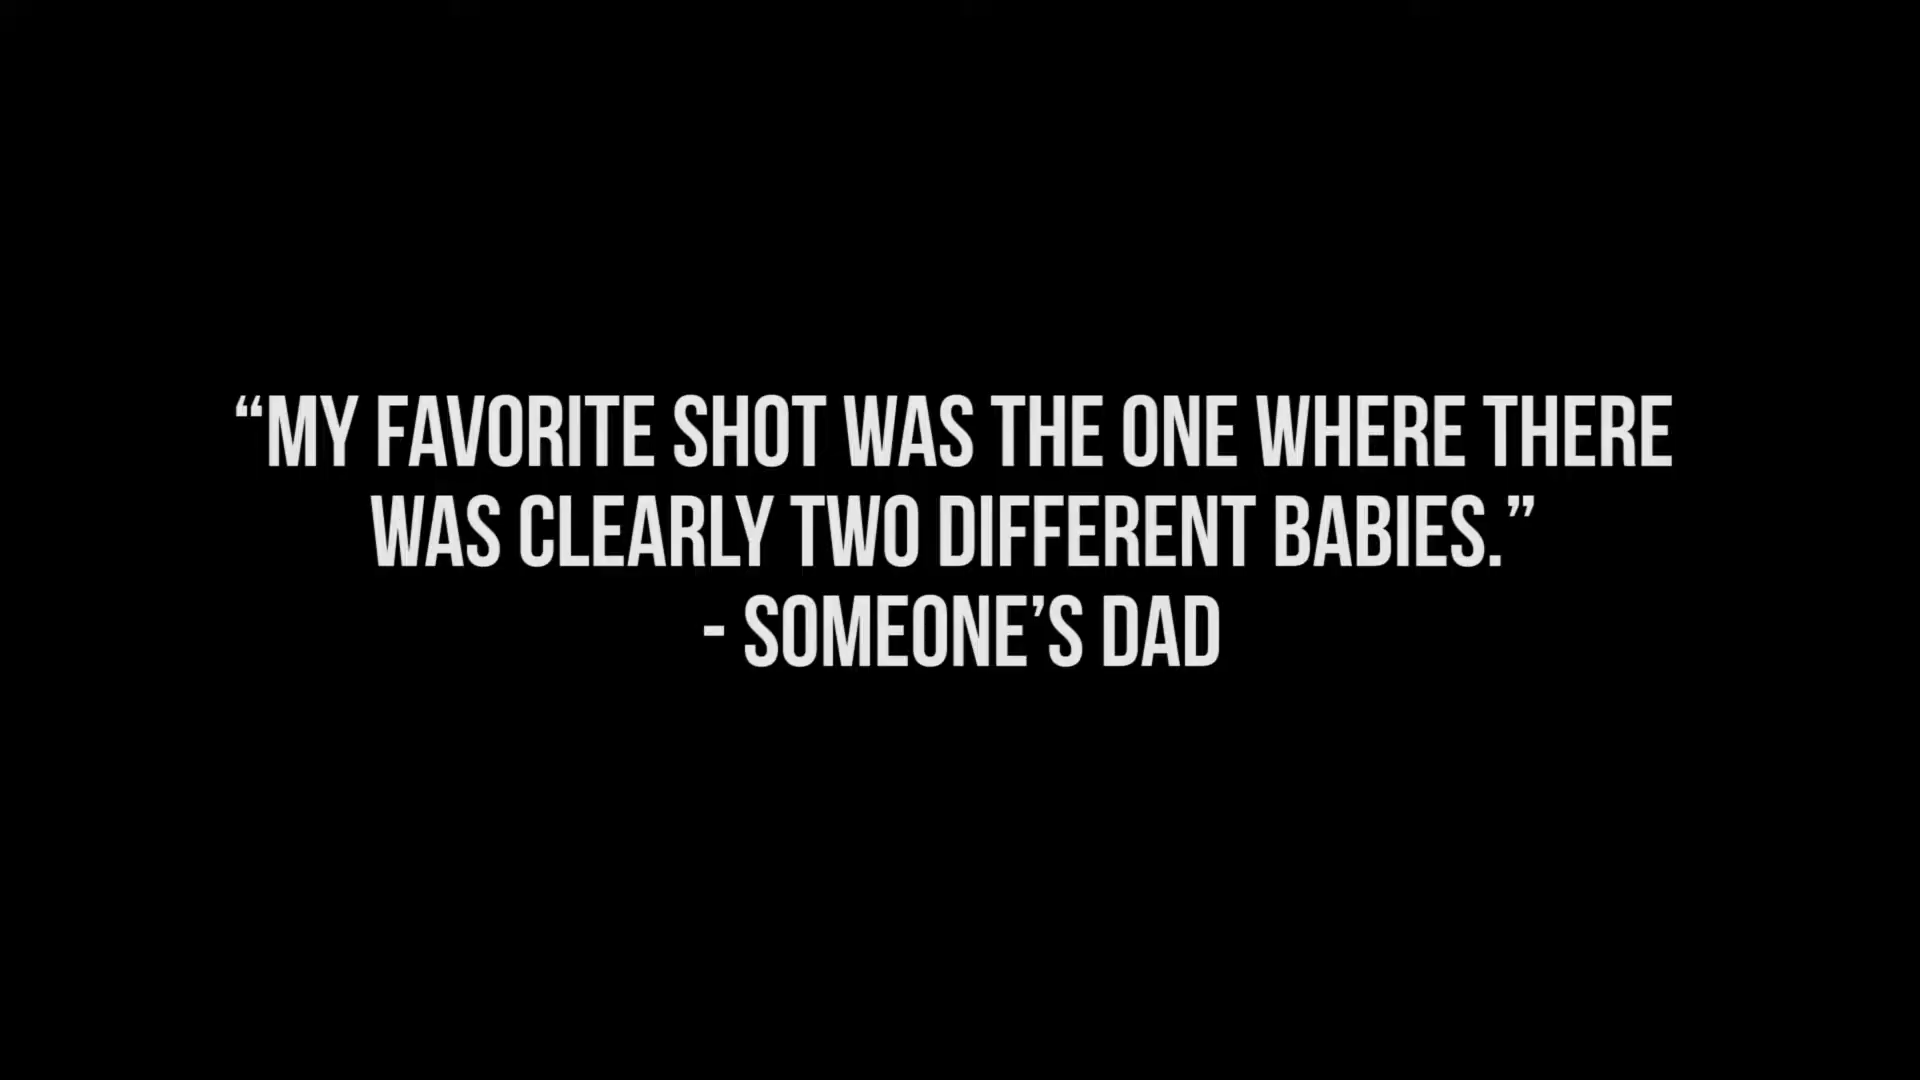 “MY FAVORITE SHOT WAS THE ONE WHERE THERE
WAS CLEARLY TWO DIFFERENT BABIES.”
- SOMEONE’S DAD